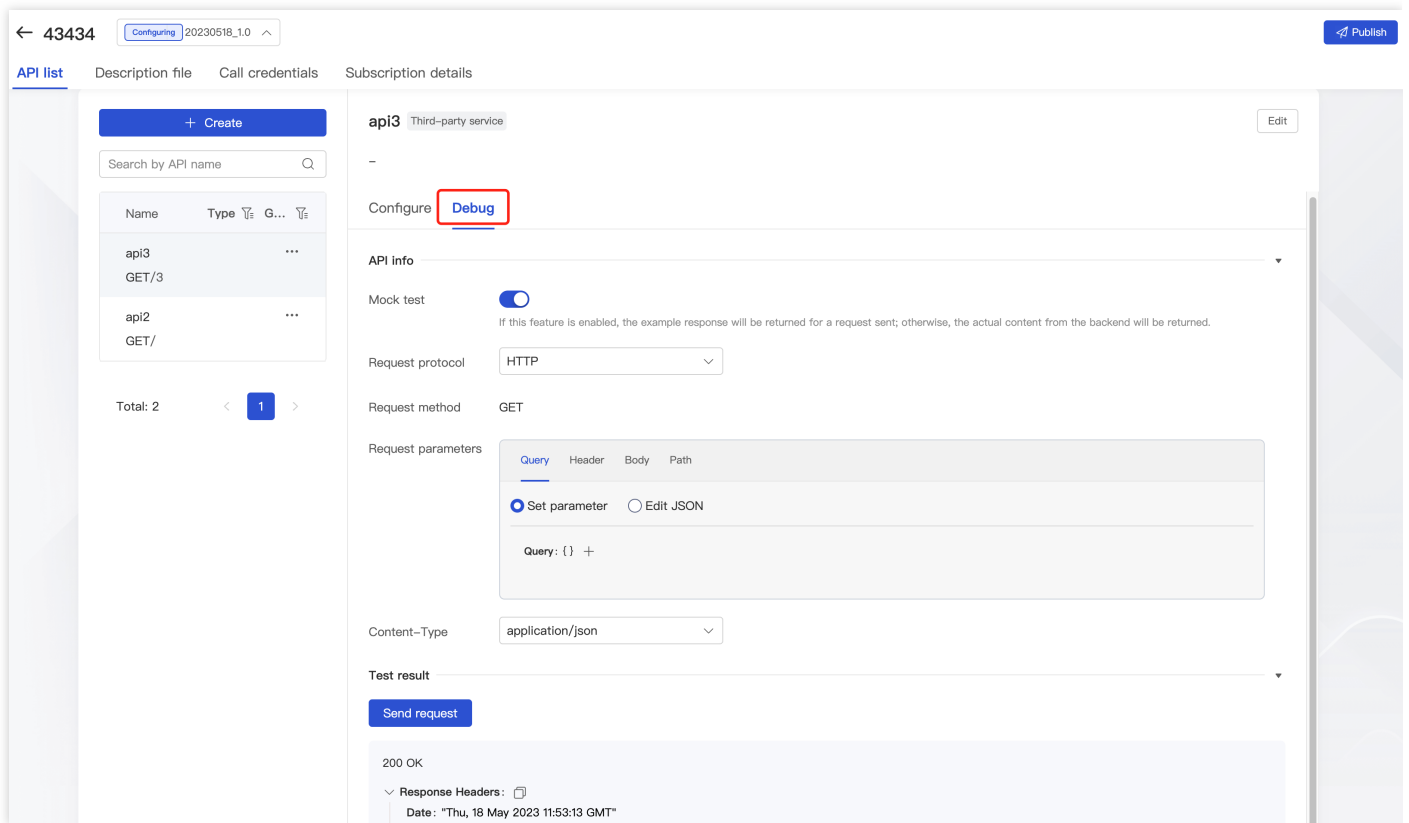 43434
Configuring 20230518_1.0
Publish
API list Description file Call credentials Subscription details
+ Create
Search by API name
Name Type G...
api3 ...
GET/3
api2 ...
GET/
Total: 2 < 1 >
api3 Third-party service
Edit
–
Configure Debug
API info
Mock test
If this feature is enabled, the example response will be returned for a request sent; otherwise, the actual content from the backend will be returned.
Request protocol HTTP
Request method GET
Request parameters
Query Header Body Path
Set parameter Edit JSON
Query: { } +
Content-Type application/json
Test result
Send request
200 OK
Response Headers:
Date: "Thu, 18 May 2023 11:53:13 GMT"